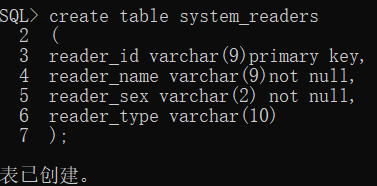 SQL> create table system_readers
  2  (
  3  reader_id varchar(9)primary key,
  4  reader_name varchar(9)not null,
  5  reader_sex varchar(2) not null,
  6  reader_type varchar(10)
  7  );
表已创建。